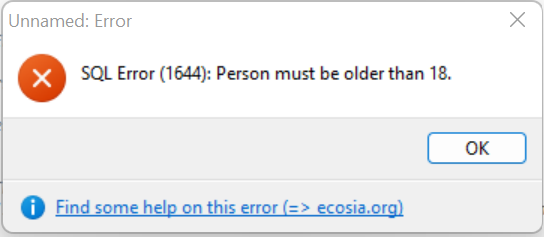 Unnamed: Error
SQL Error (1644): Person must be older than 18.
OK
Find some help on this error (=> ecosia.org)